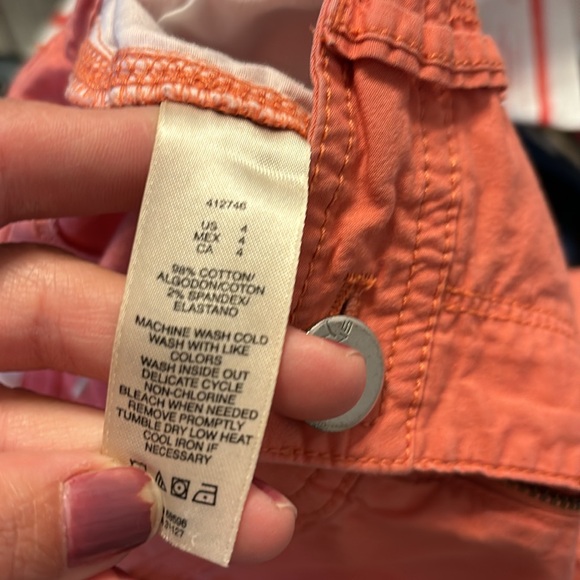 412746
US 4
MEX 4
CA 4
98% COTTON/
ALGODON/COTON
2% SPANDEX/
ELASTANO
MACHINE WASH COLD
WASH WITH LIKE
COLORS
WASH INSIDE OUT
DELICATE CYCLE
NON-CHLORINE
BLEACH WHEN NEEDED
REMOVE PROMPTLY
TUMBLE DRY LOW HEAT
COOL IRON IF
NECESSARY